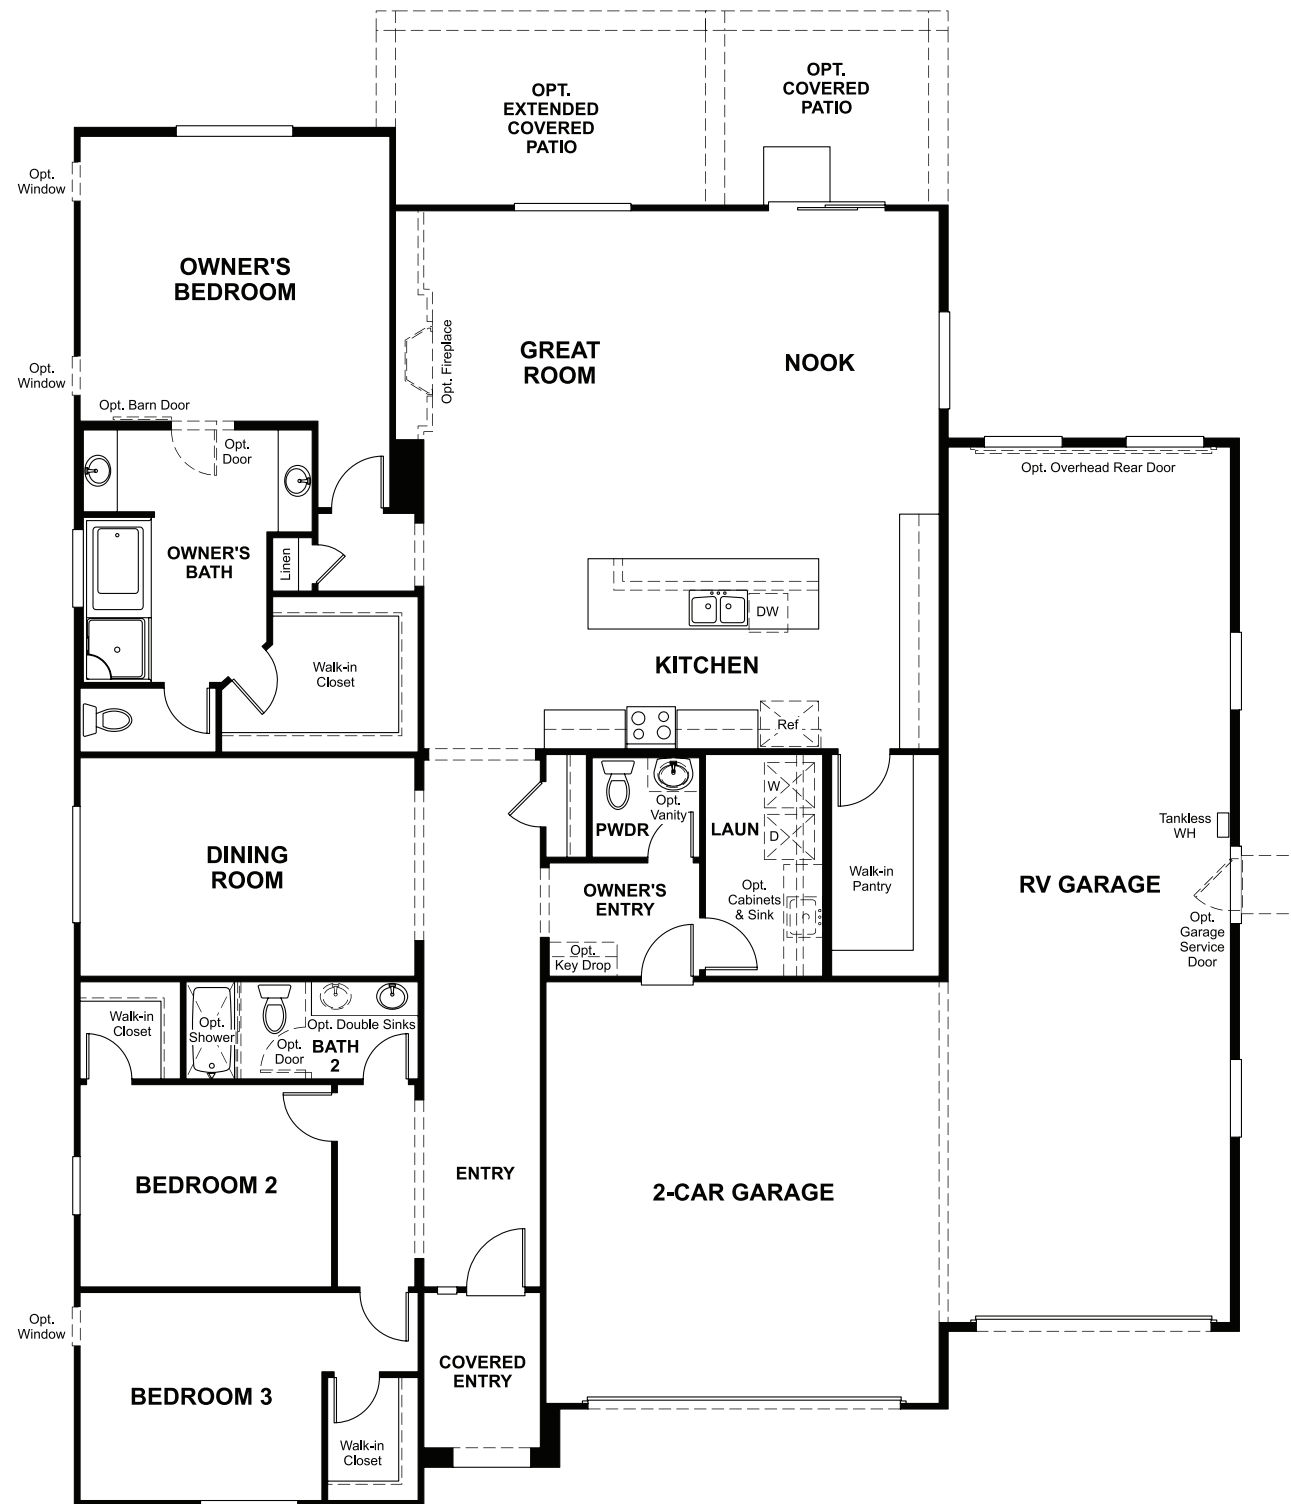 OPT.
EXTENDED
COVERED
PATIO
OPT.
COVERED
PATIO
Opt.
Window
OWNER'S
BEDROOM
Opt.
Window
Opt. Barn Door
Opt.
Door
Opt. Fireplace
GREAT
ROOM
NOOK
Opt. Overhead Rear Door
OWNER'S
BATH
Linen
DW
Walk-in
Closet
KITCHEN
Ref
DINING
ROOM
PWDR
Opt.
Vanity
LAUN
W
D
Tankless
WH
OWNER'S
ENTRY
Opt.
Cabinets
& Sink
Walk-in
Pantry
RV GARAGE
Opt.
Garage
Service
Door
Opt.
Key Drop
Walk-in
Closet
Opt.
Shower
Opt. Double Sinks
Opt.
Door
BATH
2
BEDROOM 2
ENTRY
2-CAR GARAGE
Opt.
Window
BEDROOM 3
COVERED
ENTRY
Walk-in
Closet